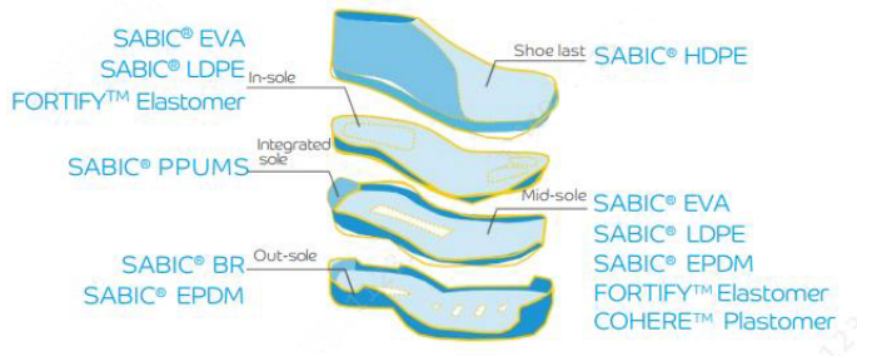 SABIC® EVA
SABIC® LDPE
FORTIFY™ Elastomer
In-sole
Shoe last
SABIC® HDPE
Integrated
sole
SABIC® PPUMS
Mid-sole
SABIC® EVA
SABIC® LDPE
SABIC® EPDM
FORTIFY™ Elastomer
COHERE™ Plastomer
Out-sole
SABIC® BR
SABIC® EPDM